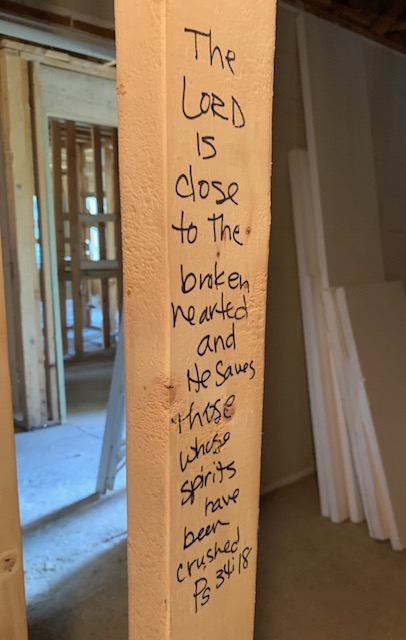 The
LORD
is
close
to The
broken
hearted
and
He saves
those
whose
spirits
have
been
crushed
Ps 34:18